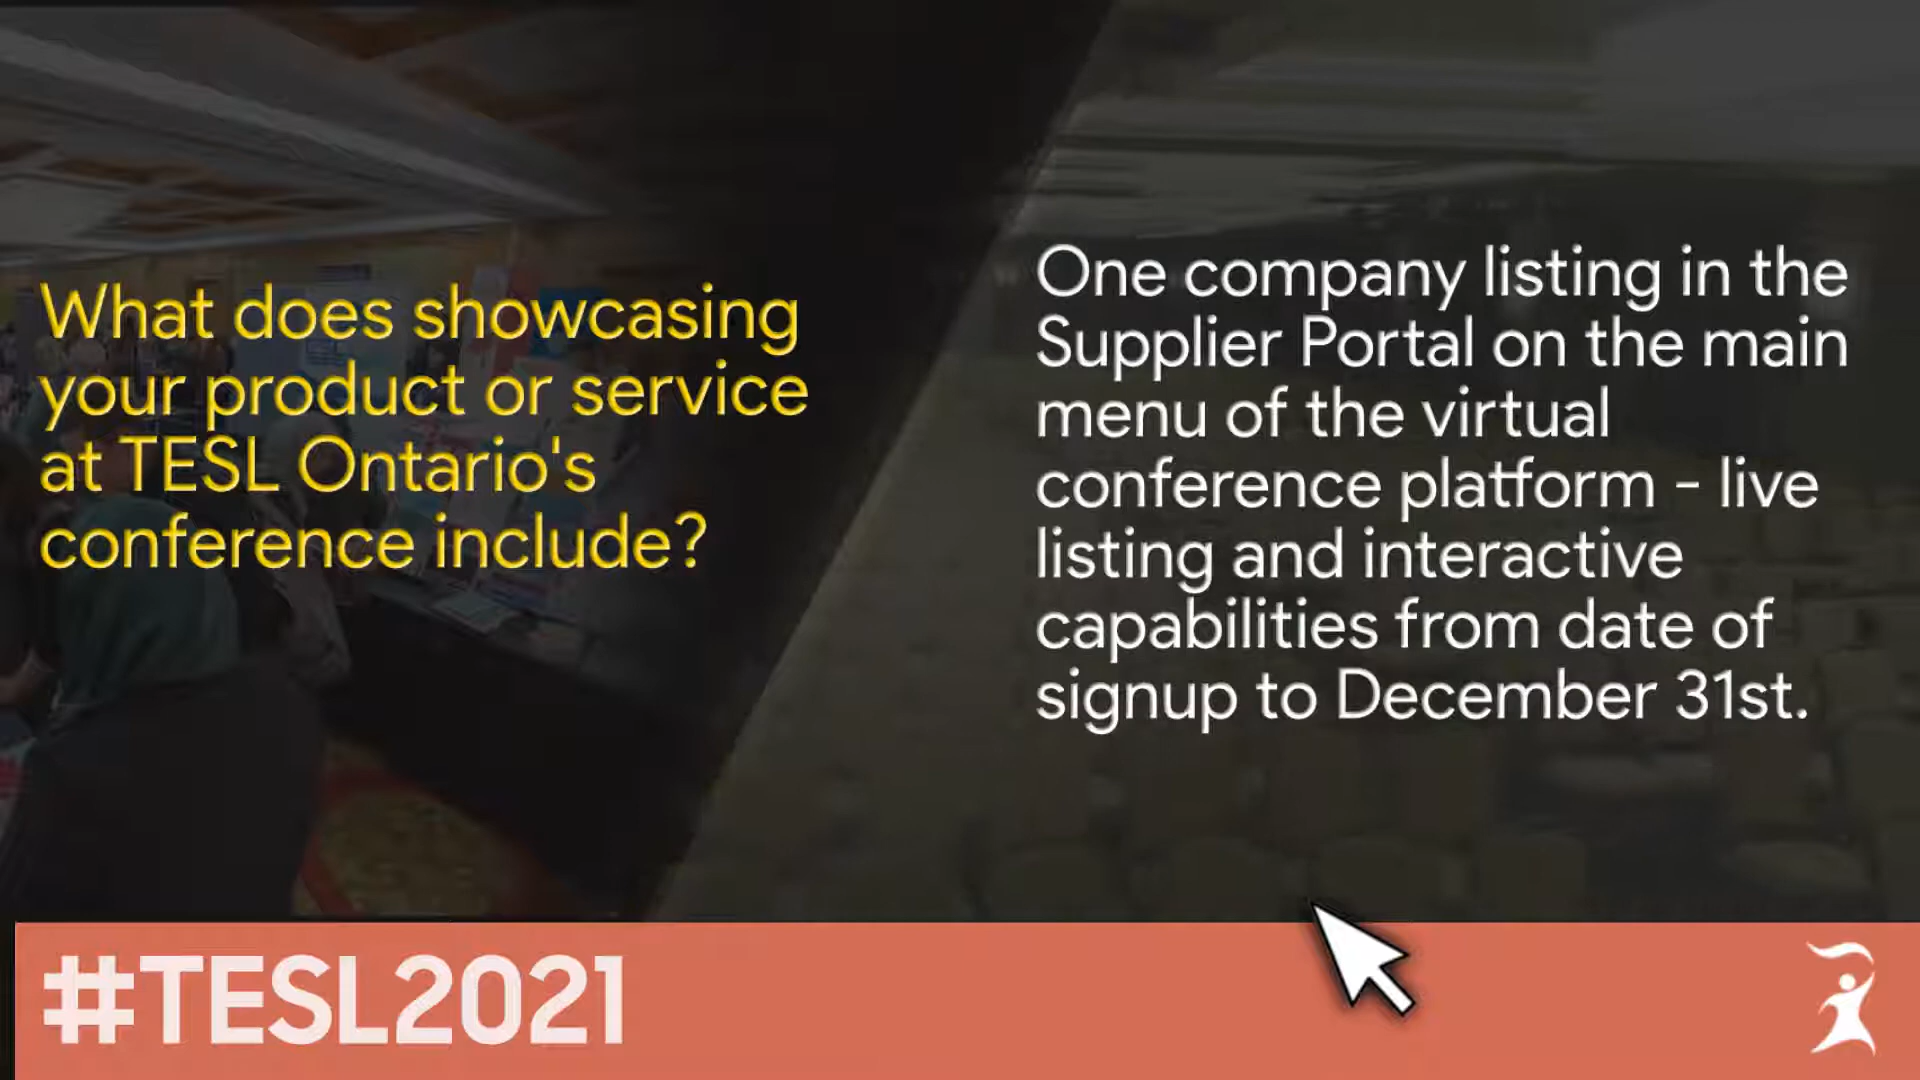 What does showcasing
your product or service
at TESL Ontario's
conference include?
One company listing in the
Supplier Portal on the main
menu of the virtual
conference platform - live
listing and interactive
capabilities from date of
signup to December 31st.
#TESL2021